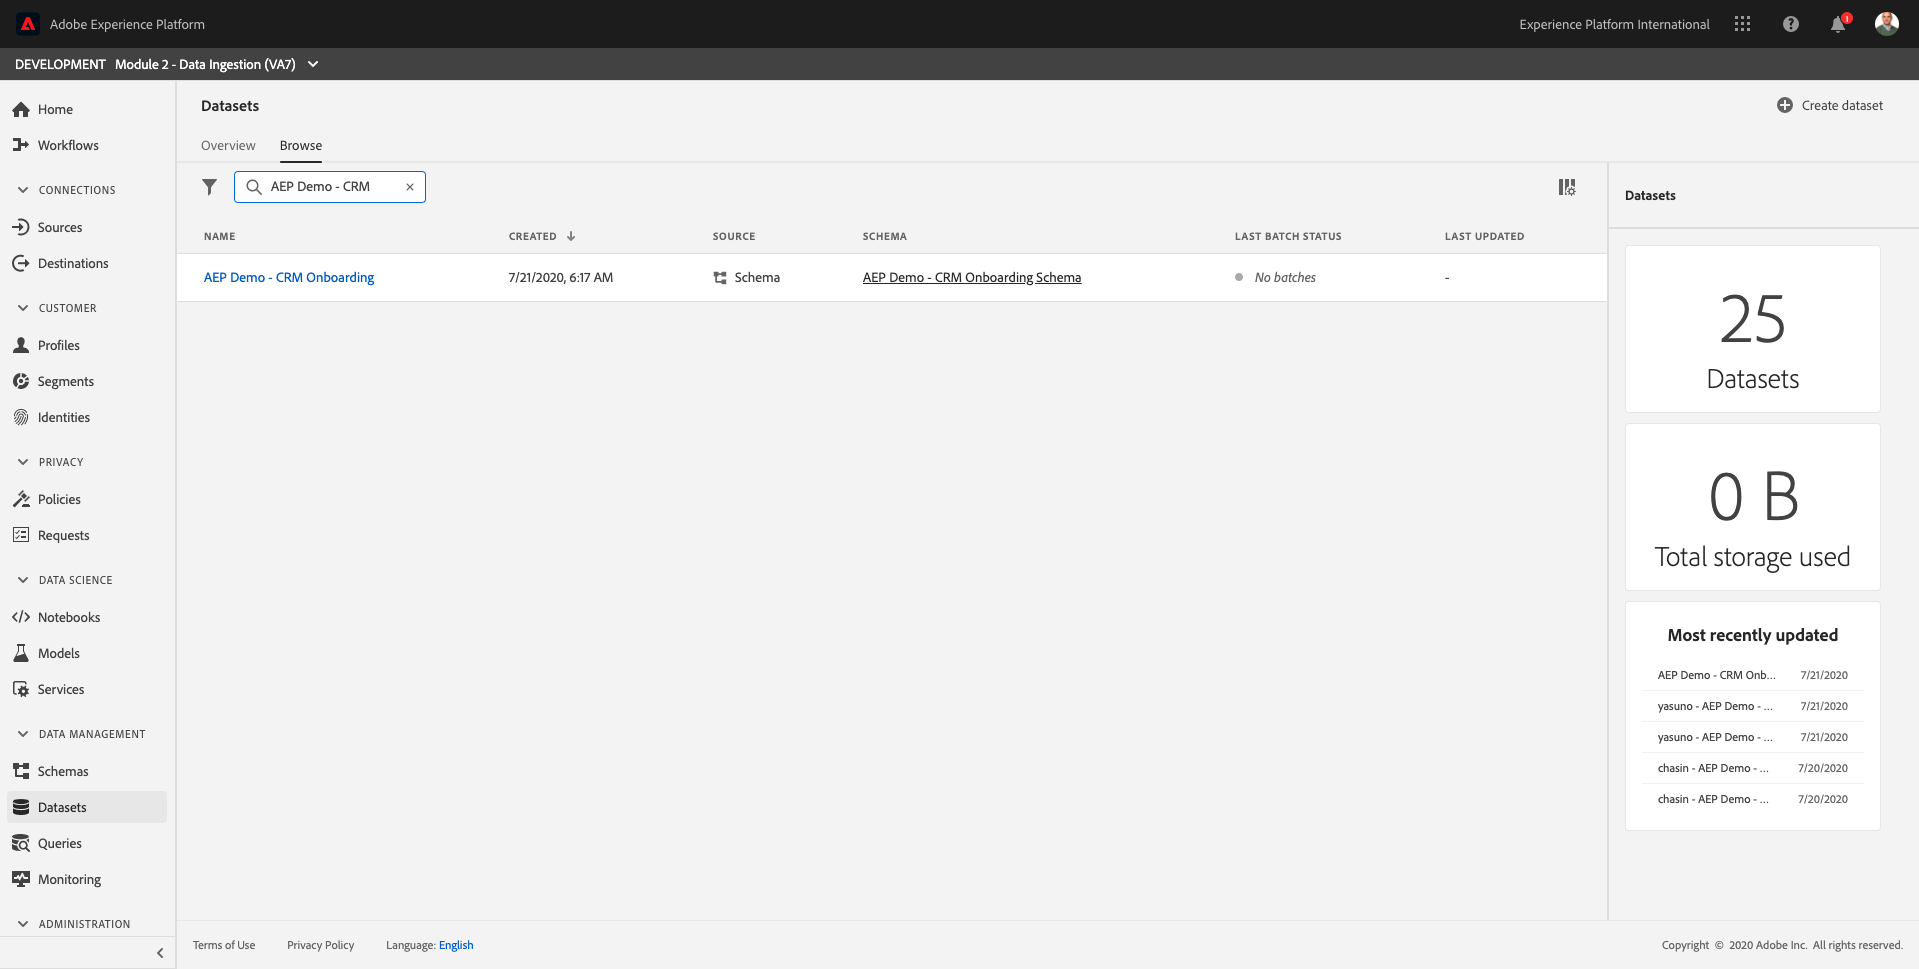 Adobe Experience Platform
Experience Platform International
1
DEVELOPMENT Module 2 - Data Ingestion (VA7)
Home
Workflows
CONNECTIONS
Sources
Destinations
CUSTOMER
Profiles
Segments
Identities
PRIVACY
Policies
Requests
DATA SCIENCE
Notebooks
Models
Services
DATA MANAGEMENT
Schemas
Datasets
Queries
Monitoring
ADMINISTRATION
Datasets
Create dataset
Overview Browse
AEP Demo - CRM
NAME CREATED SOURCE SCHEMA LAST BATCH STATUS LAST UPDATED
AEP Demo - CRM Onboarding 7/21/2020, 6:17 AM Schema AEP Demo - CRM Onboarding Schema No batches -
Datasets
25
Datasets
0 B
Total storage used
Most recently updated
AEP Demo - CRM Onb... 7/21/2020
yasuno - AEP Demo - ... 7/21/2020
yasuno - AEP Demo - ... 7/21/2020
chasin - AEP Demo - ... 7/20/2020
chasin - AEP Demo - ... 7/20/2020
Terms of Use Privacy Policy Language: English
Copyright © 2020 Adobe Inc. All rights reserved.